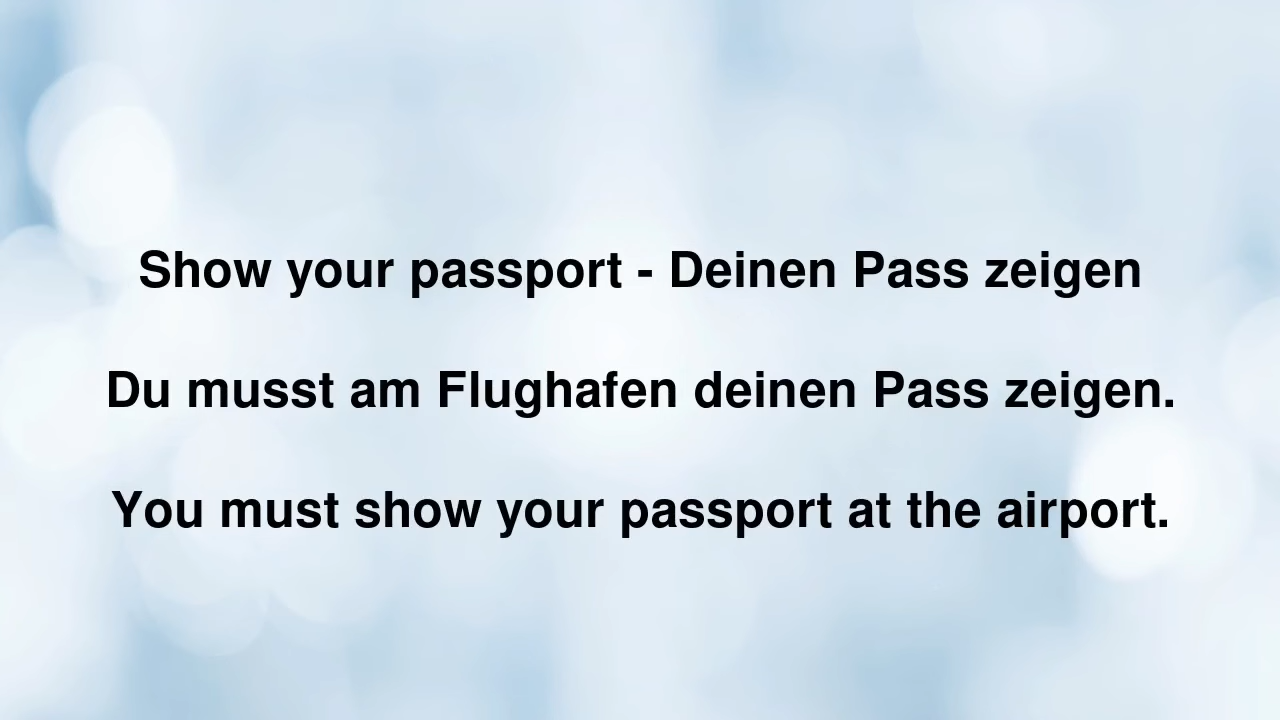 Show your passport - Deinen Pass zeigen
Du musst am Flughafen deinen Pass zeigen.
You must show your passport at the airport.